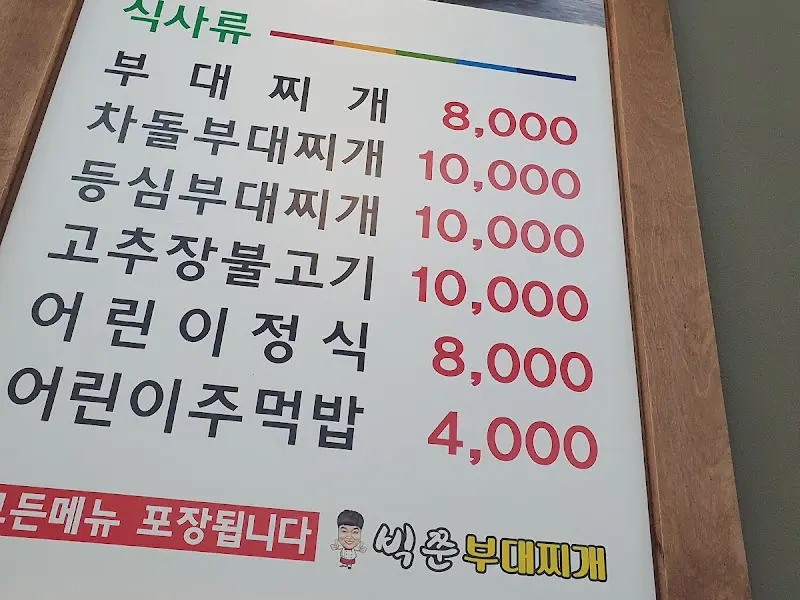 식사류
부대찌개 8,000
차돌부대찌개 10,000
등심부대찌개 10,000
고추장불고기 10,000
어린이정식 8,000
어린이주먹밥 4,000
모든메뉴 포장됩니다
빅쭌부대찌개